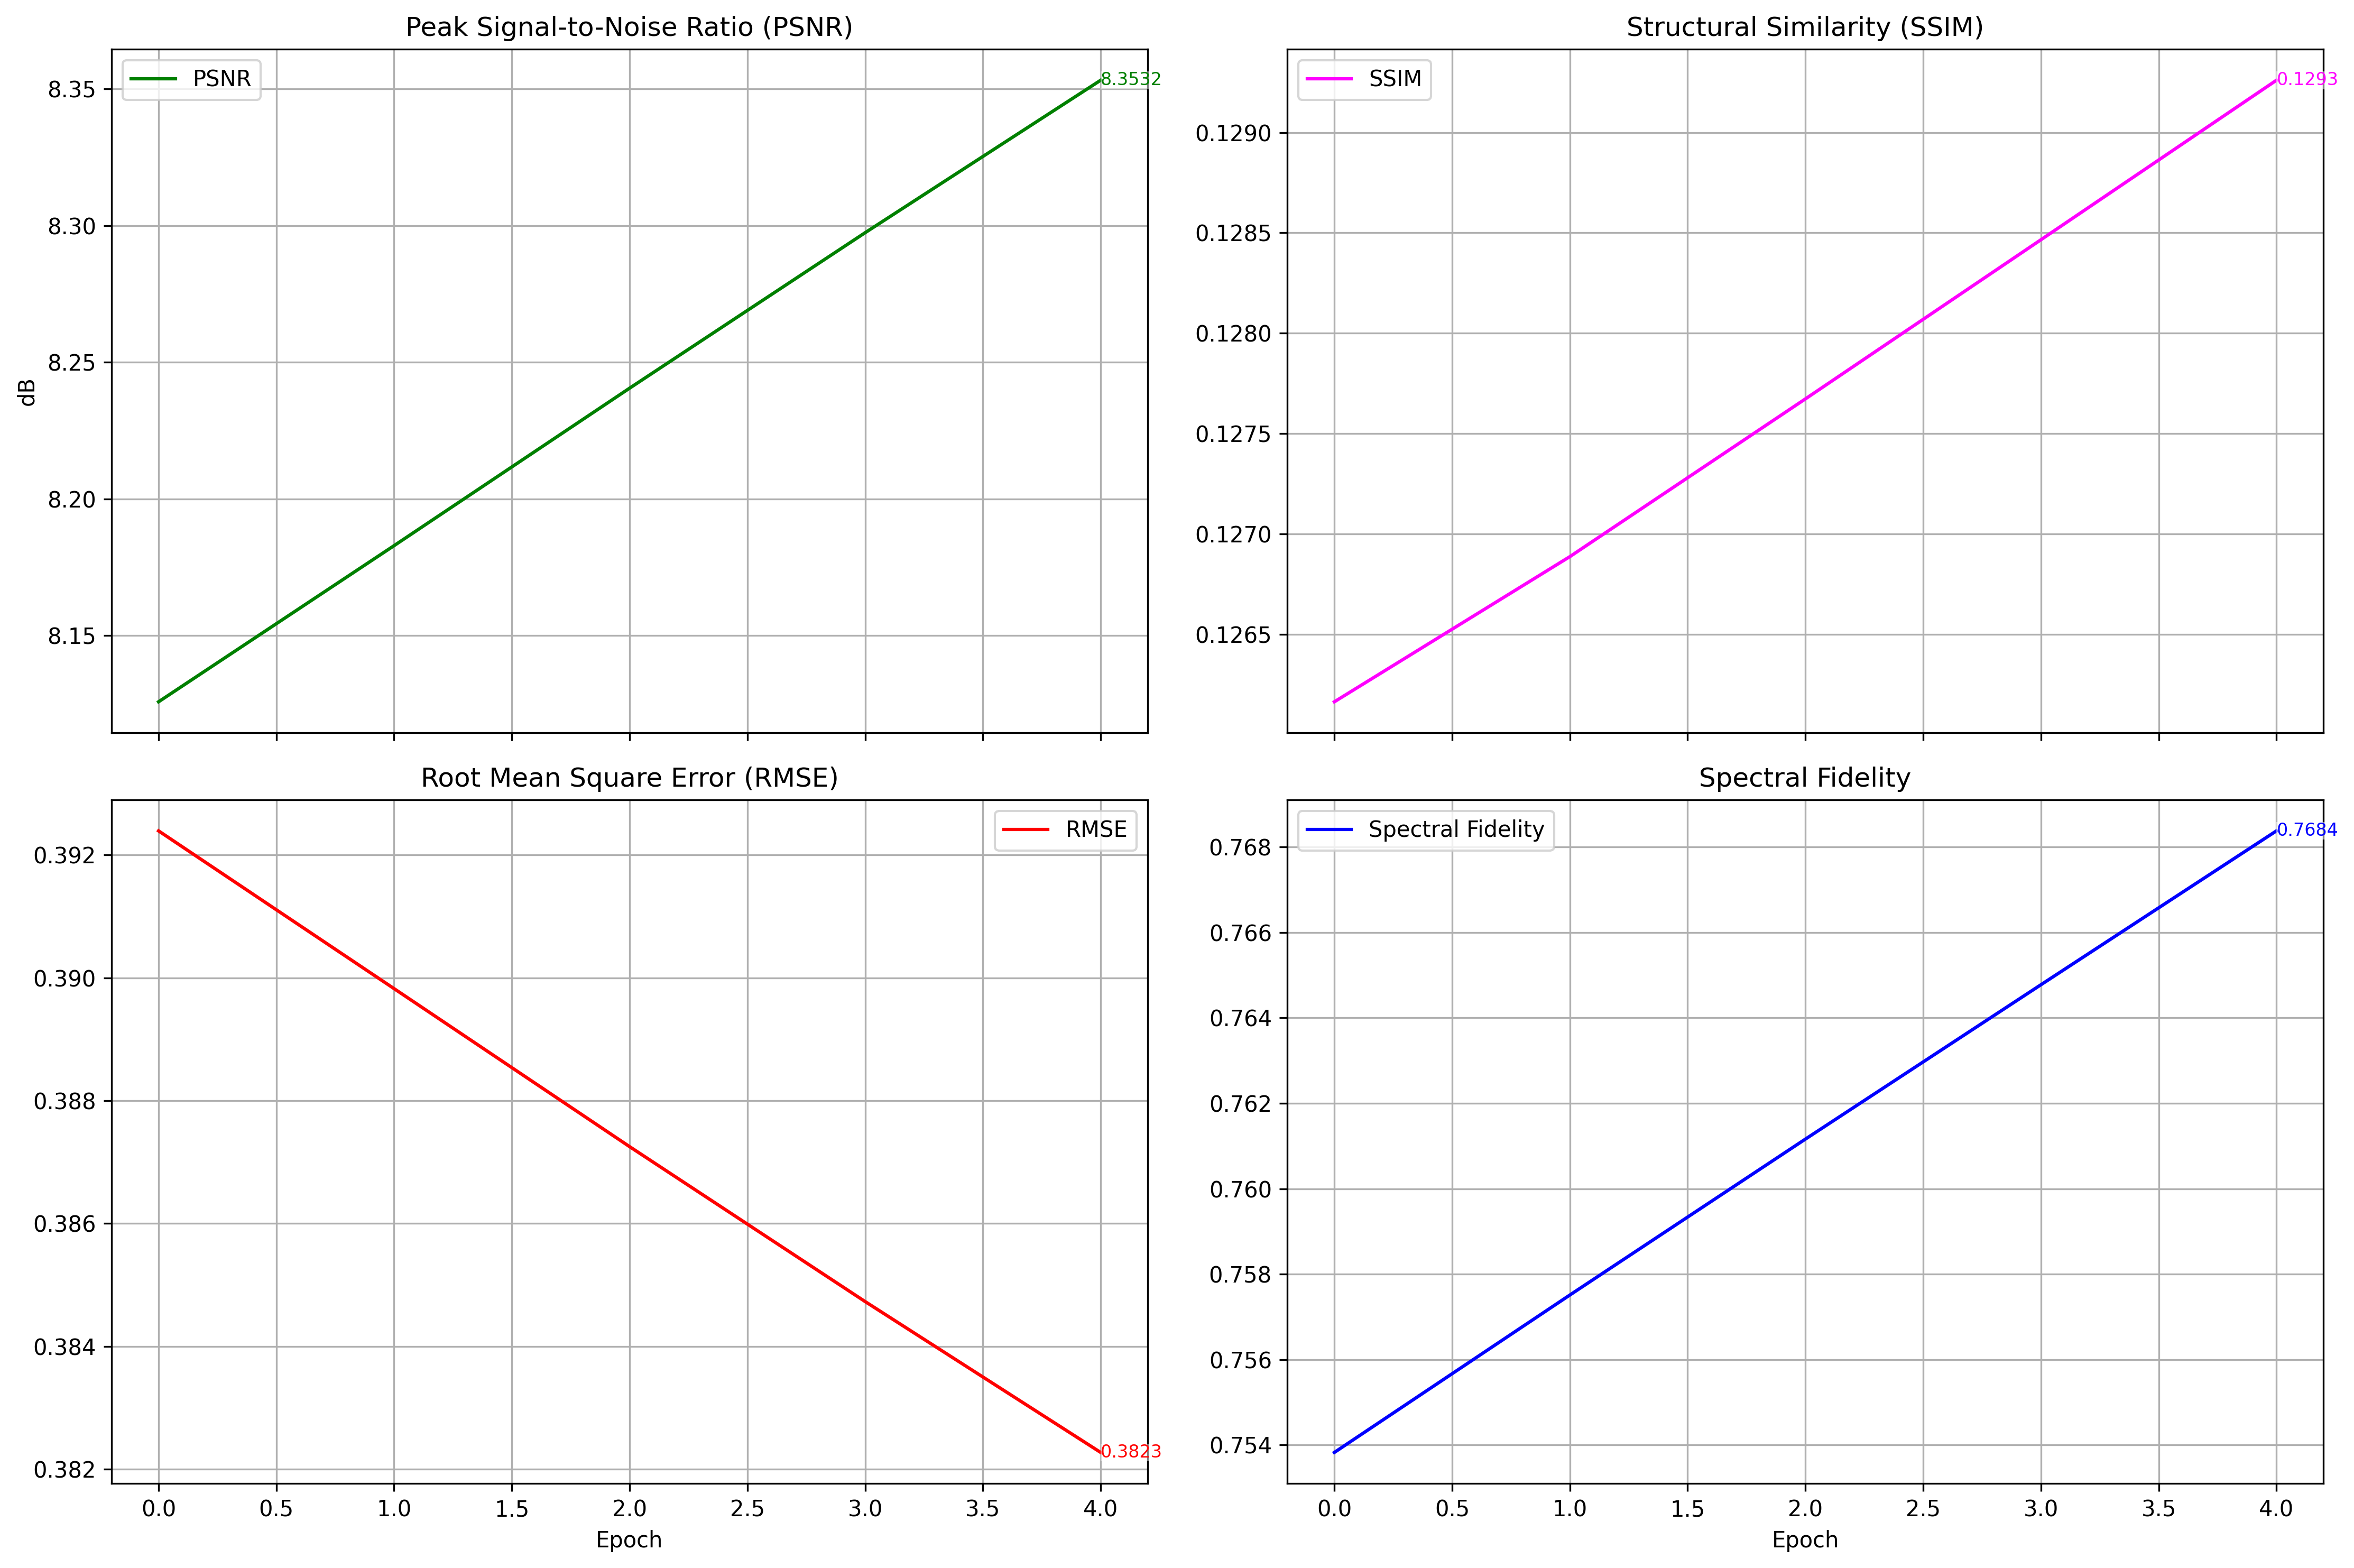 Peak Signal-to-Noise Ratio (PSNR)
PSNR
8.3532
8.35
8.30
8.25
8.20
8.15
dB
Structural Similarity (SSIM)
SSIM
0.1293
0.1290
0.1285
0.1280
0.1275
0.1270
0.1265
Root Mean Square Error (RMSE)
RMSE
0.392
0.390
0.388
0.386
0.384
0.382
0.3823
0.0 0.5 1.0 1.5 2.0 2.5 3.0 3.5 4.0
Epoch
Spectral Fidelity
Spectral Fidelity
0.7684
0.768
0.766
0.764
0.762
0.760
0.758
0.756
0.754
0.0 0.5 1.0 1.5 2.0 2.5 3.0 3.5 4.0
Epoch